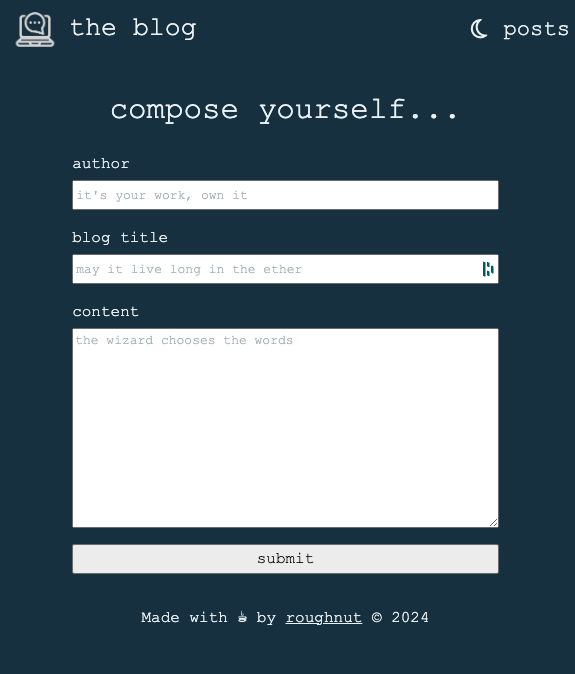 the blog
posts
compose yourself...
author
it's your work, own it
blog title
may it live long in the ether
content
the wizard chooses the words
submit
Made with ☕ by roughnut © 2024